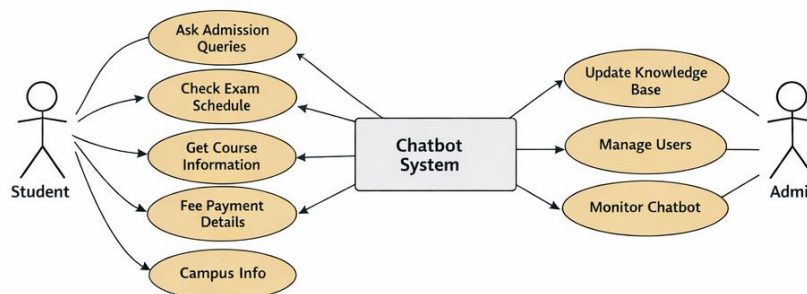 Ask Admission
Queries
Check Exam
Schedule
Get Course
Information
Fee Payment
Details
Campus Info
Student
Chatbot
System
Update Knowledge
Base
Manage Users
Monitor Chatbot
Admi